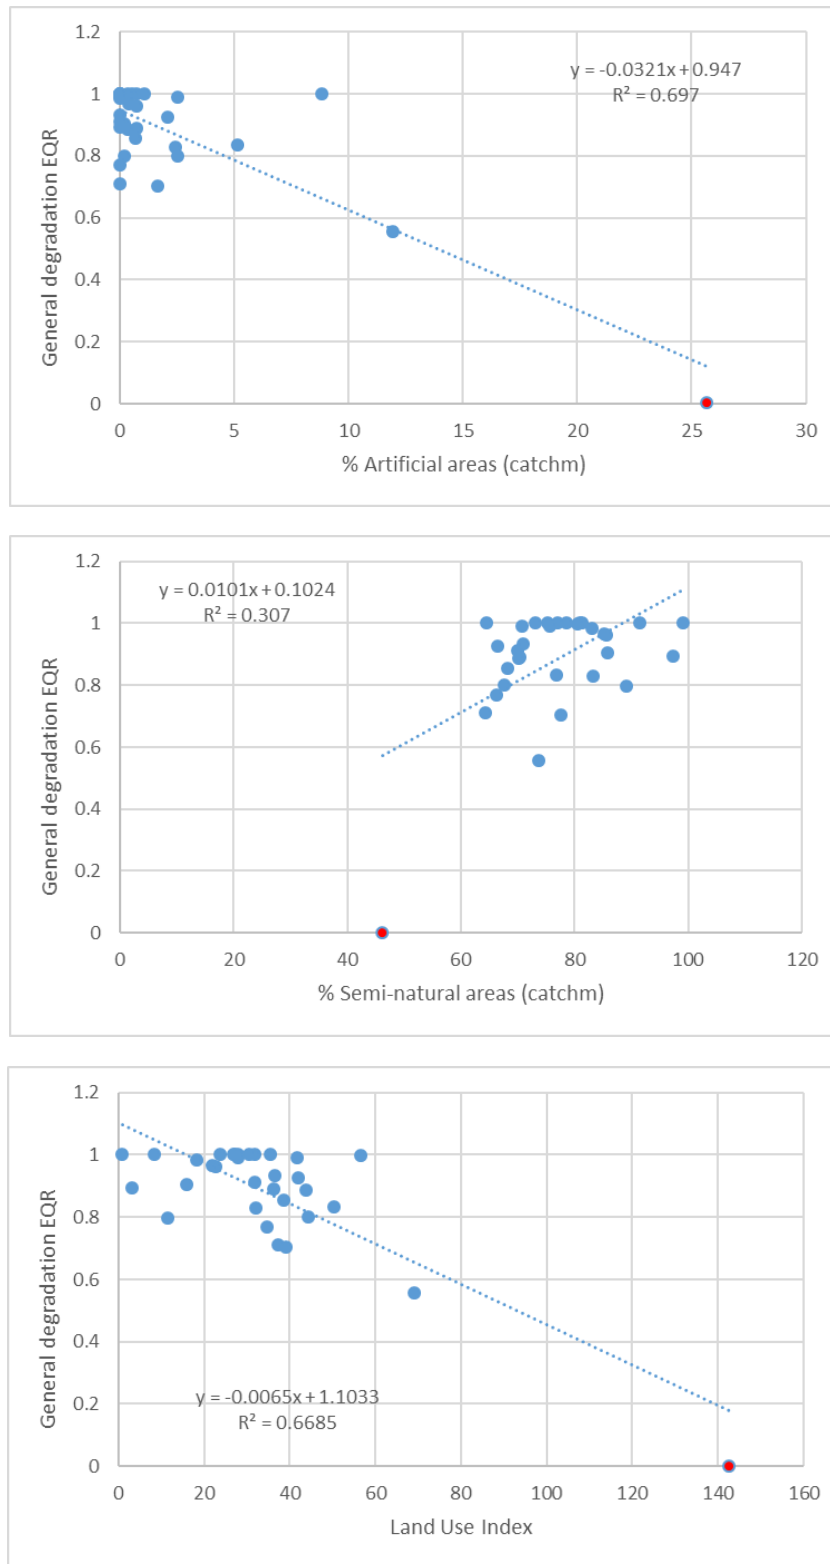 1.2
y = -0.0321x + 0.947
R² = 0.697
1
0.8
0.6
0.4
0.2
0
General degradation EQR
0 5 10 15 20 25 30
% Artificial areas (catchm)
1.2
y = 0.0101x + 0.1024
R² = 0.307
1
0.8
0.6
0.4
0.2
0
General degradation EQR
0 20 40 60 80 100 120
% Semi-natural areas (catchm)
1.2
1
0.8
0.6
0.4
0.2
0
General degradation EQR
y = -0.0065x + 1.1033
R² = 0.6685
0 20 40 60 80 100 120 140 160
Land Use Index